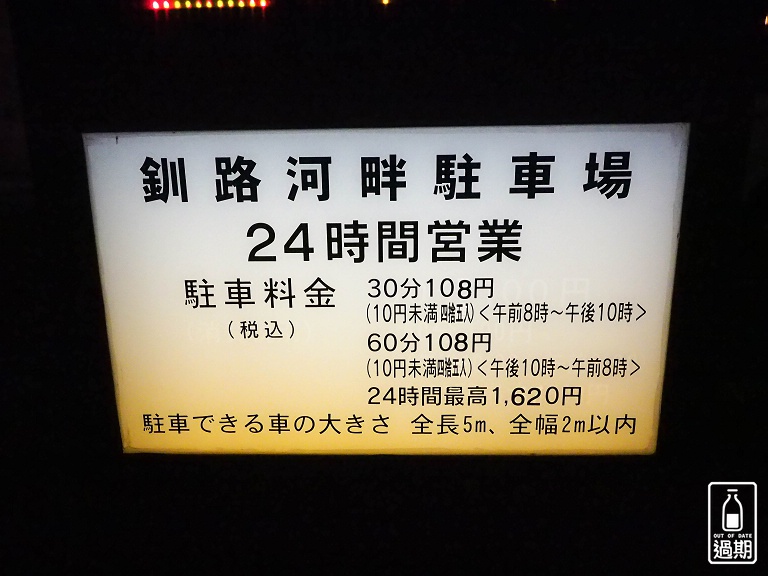 釧路河畔駐車場
24時間営業
駐車料金 30分108円
(税込) (10円未満四捨五入)<午前8時～午後10時>
60分108円
(10円未満四捨五入)<午後10時～午前8時>
24時間最高1,620円
駐車できる車の大きさ 全長5m、全幅2m以内
OUT OF DATE
過期